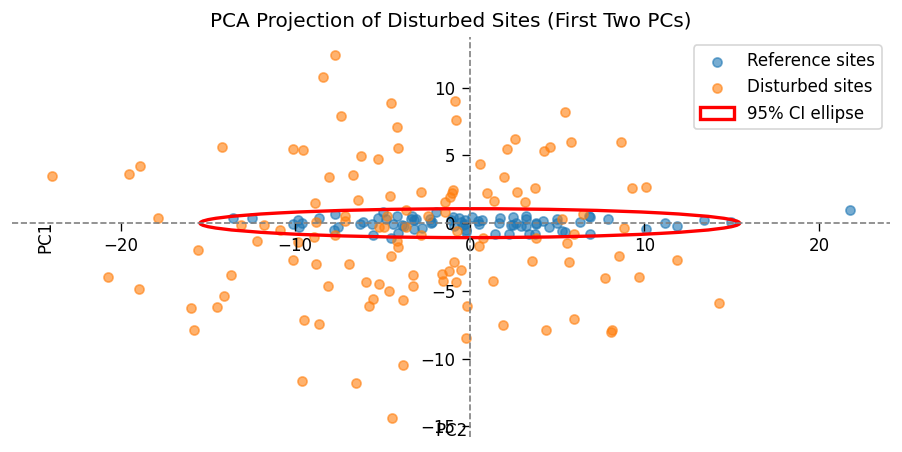 PCA Projection of Disturbed Sites (First Two PCs)
Reference sites
Disturbed sites
95% CI ellipse
10
5
0
−5
−10
−15
−20
−10
0
10
20
PC1
PC2